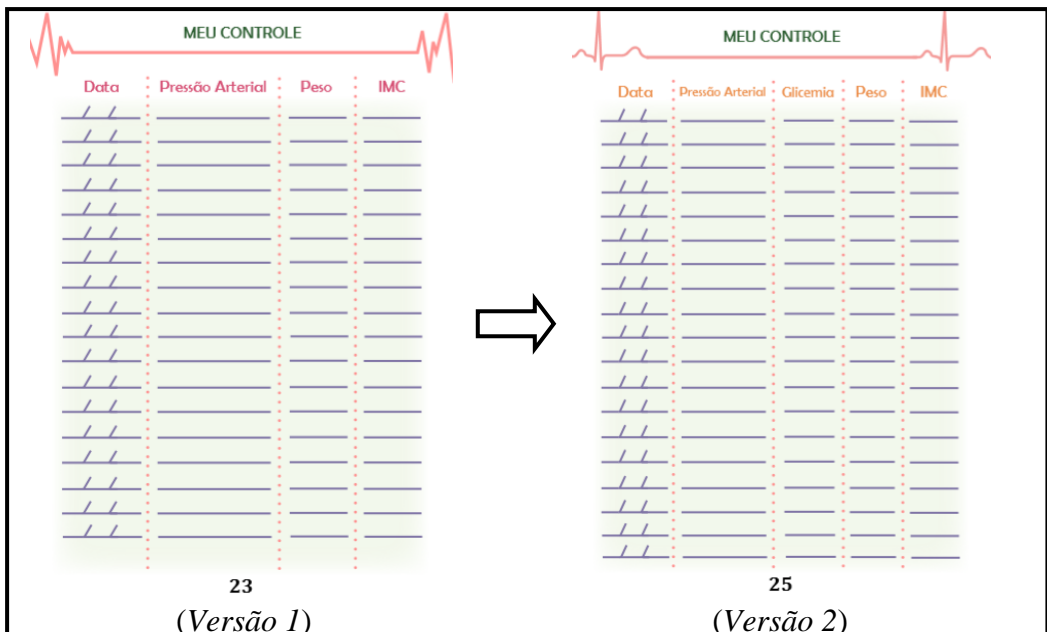 MEU CONTROLE
Data Pressão Arterial Peso IMC
23
(Versão 1)
MEU CONTROLE
Data Pressão Arterial Glicemia Peso IMC
25
(Versão 2)